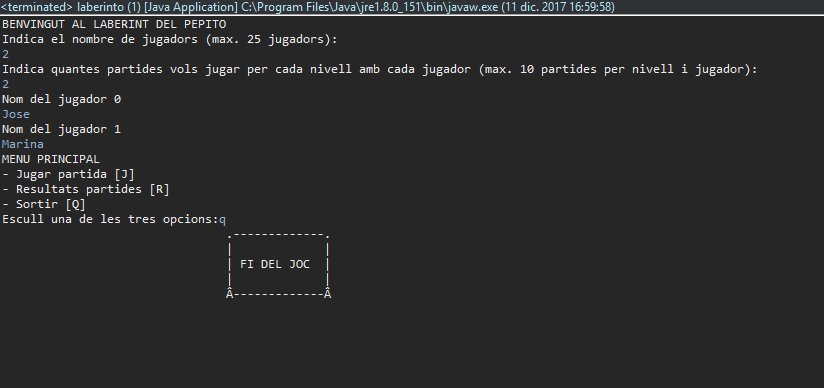 <terminated> laberinto (1) [Java Application] C:\Program Files\Java\jre1.8.0_151\bin\javaw.exe (11 dic. 2017 16:59:58)
BENVINGUT AL LABERINT DEL PEPITO
Indica el nombre de jugadors (max. 25 jugadors):
2
Indica quantes partides vols jugar per cada nivell amb cada jugador (max. 10 partides per nivell i jugador):
2
Nom del jugador 0
Jose
Nom del jugador 1
Marina
MENU PRINCIPAL
- Jugar partida [J]
- Resultats partides [R]
- Sortir [Q]
Escull una de les tres opcions:q
.-------------.
|             |
| FI DEL JOC  |
|             |
Â-------------Â